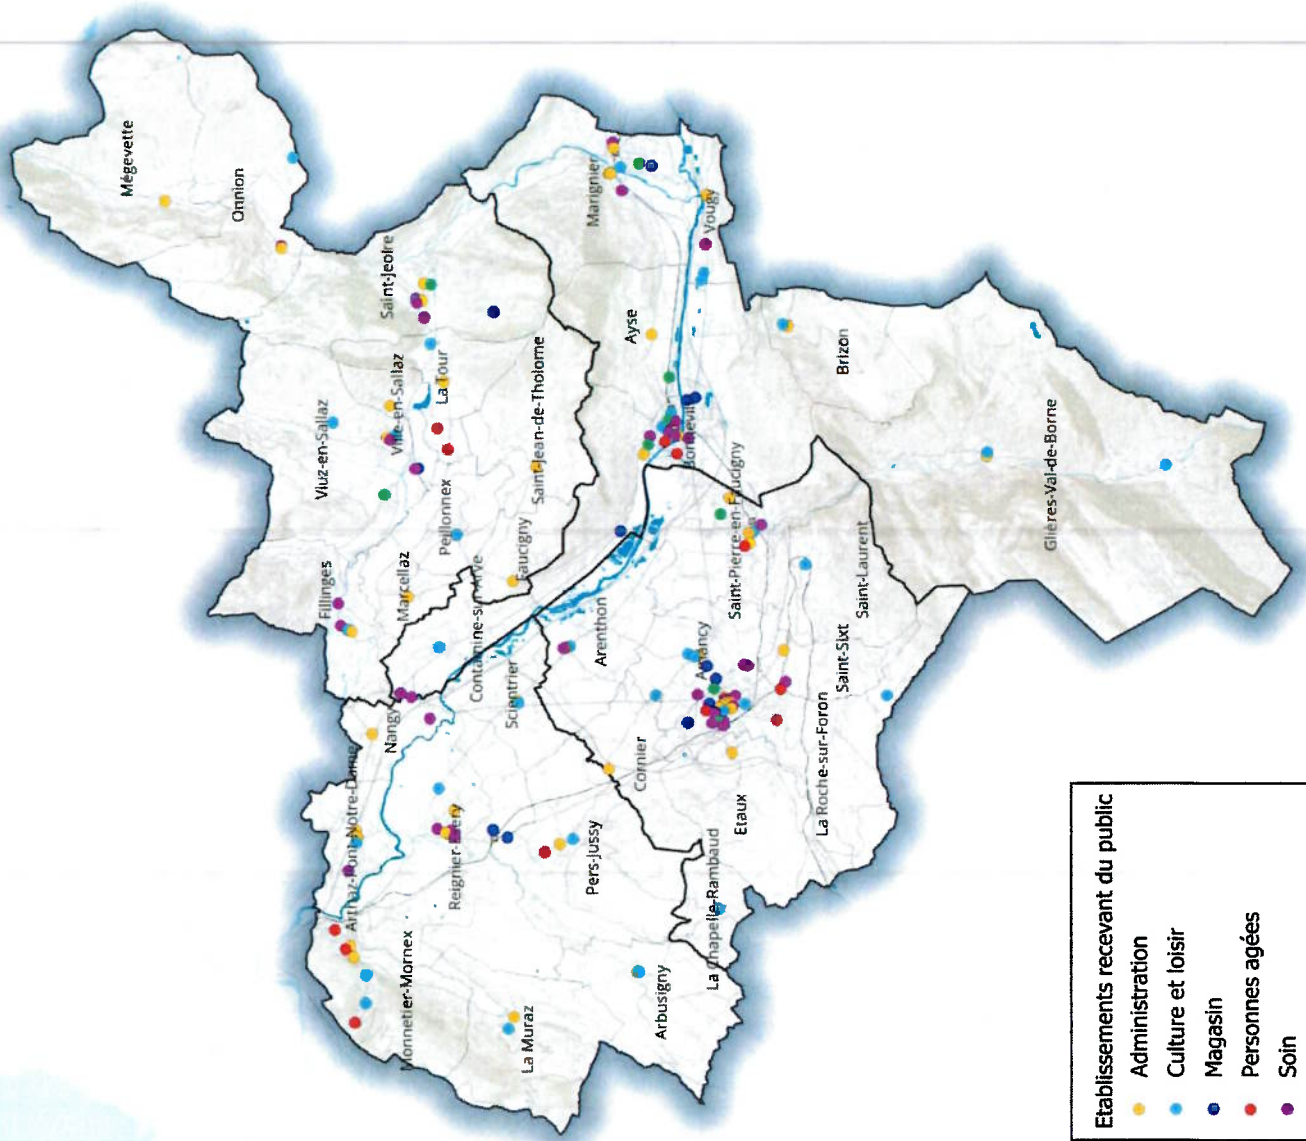 Mégevette
Onnion
Saint-Jeoire
Viuz-en-Sallaz
Ville-en-Sallaz
La Tour
Marignier
Vougy
Fillinges
Marcellaz
Peillonnex
Saint-Jean-de-Tholome
Ayse
Faucigny
Contamine-sur-Arve
Bonneville
Brizon
Nangy
Arthaz-Pont-Notre-Dame
Scientrier
Arenthon
Saint-Pierre-en-Faucigny
Glières-Val-de-Borne
Monnetier-Mornex
Reignier-Esery
Cornier
Amancy
Saint-Laurent
Saint-Sixt
Pers-Jussy
Etaux
La Roche-sur-Foron
La Muraz
Arbusigny
La Chapelle-Rambaud
Etablissements recevant du public
Administration
Culture et loisir
Magasin
Personnes agées
Soin